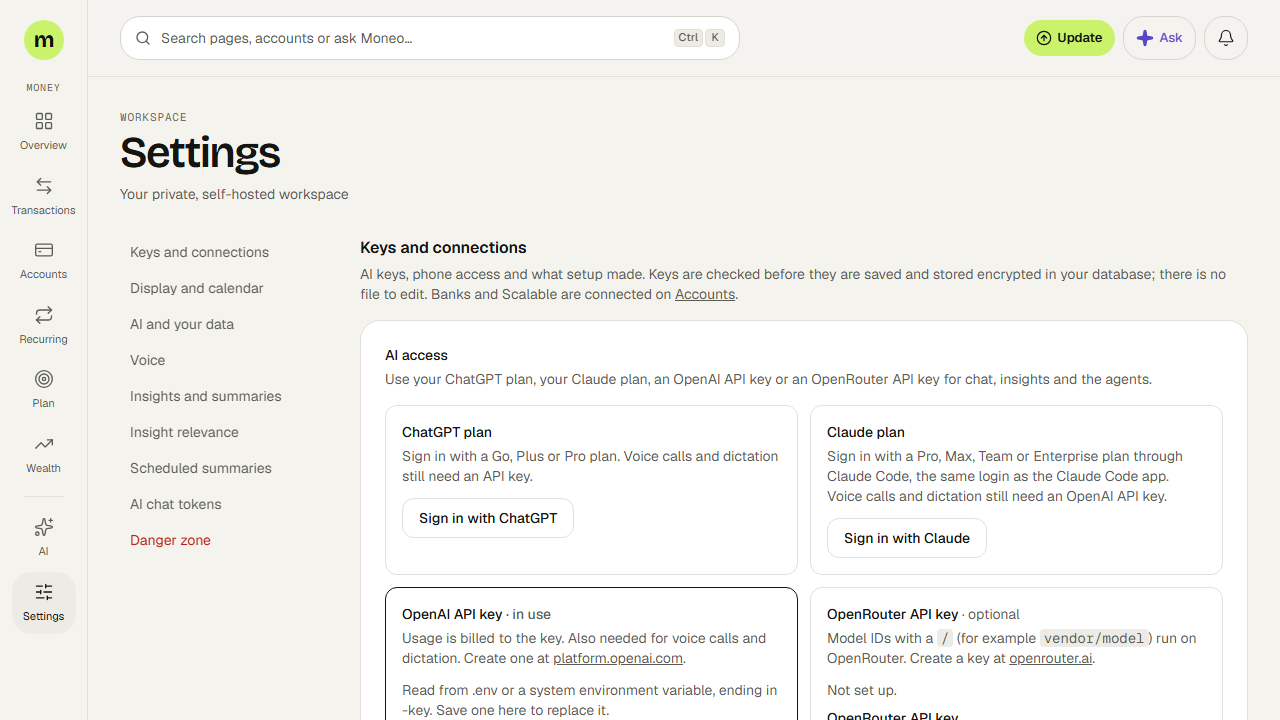 m
Search pages, accounts or ask Moneo...
Ctrl K
Update
Ask
MONEY
Overview
Transactions
Accounts
Recurring
Plan
Wealth
AI
Settings
WORKSPACE
Settings
Your private, self-hosted workspace
Keys and connections
Display and calendar
AI and your data
Voice
Insights and summaries
Insight relevance
Scheduled summaries
AI chat tokens
Danger zone
Keys and connections
AI keys, phone access and what setup made. Keys are checked before they are saved and stored encrypted in your database; there is no
file to edit. Banks and Scalable are connected on Accounts.
AI access
Use your ChatGPT plan, your Claude plan, an OpenAI API key or an OpenRouter API key for chat, insights and the agents.
ChatGPT plan
Sign in with a Go, Plus or Pro plan. Voice calls and dictation
still need an API key.
Sign in with ChatGPT
Claude plan
Sign in with a Pro, Max, Team or Enterprise plan through
Claude Code, the same login as the Claude Code app.
Voice calls and dictation still need an OpenAI API key.
Sign in with Claude
OpenAI API key · in use
Usage is billed to the key. Also needed for voice calls and
dictation. Create one at platform.openai.com.
Read from .env or a system environment variable, ending in
-key. Save one here to replace it.
OpenRouter API key · optional
Model IDs with a / (for example vendor/model) run on
OpenRouter. Create a key at openrouter.ai.
Not set up.
OpenRouter API key